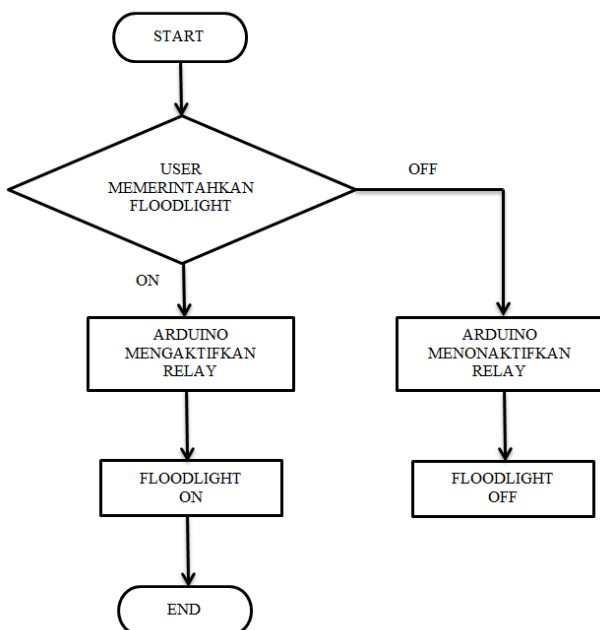 START
USER
MEMERINTAHKAN
FLOODLIGHT
OFF
ON
ARDUINO
MENGAKTIFKAN
RELAY
ARDUINO
MENONAKTIFKAN
RELAY
FLOODLIGHT
ON
FLOODLIGHT
OFF
END